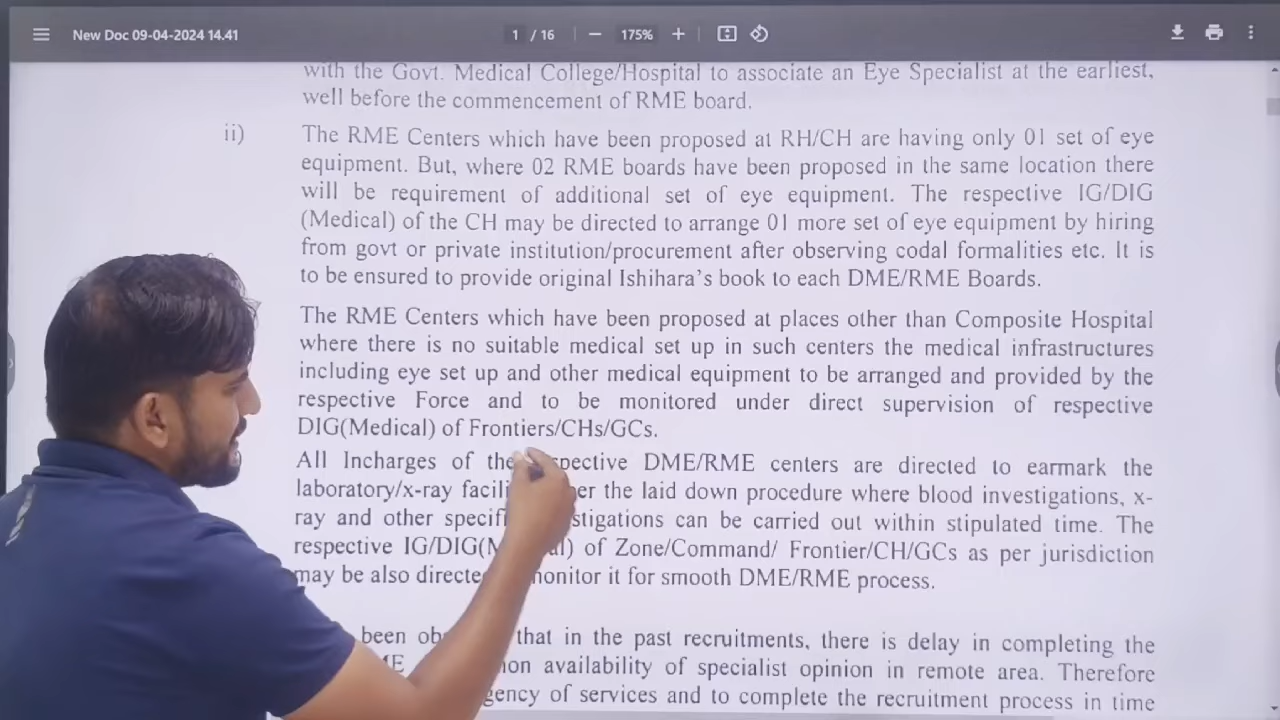 New Doc 09-04-2024 14.41
1 / 16
175%
with the Govt. Medical College/Hospital to associate an Eye Specialist at the earliest,
well before the commencement of RME board.
ii)
The RME Centers which have been proposed at RH/CH are having only 01 set of eye
equipment. But, where 02 RME boards have been proposed in the same location there
will be requirement of additional set of eye equipment. The respective IG/DIG
(Medical) of the CH may be directed to arrange 01 more set of eye equipment by hiring
from govt or private institution/procurement after observing codal formalities etc. It is
to be ensured to provide original Ishihara's book to each DME/RME Boards.
The RME Centers which have been proposed at places other than Composite Hospital
where there is no suitable medical set up in such centers the medical infrastructures
including eye set up and other medical equipment to be arranged and provided by the
respective Force and to be monitored under direct supervision of respective
DIG(Medical) of Frontiers/CHs/GCs.
All Incharges of the DME/RME centers are directed to earmark the
laboratory/x-ray the laid down procedure where blood investigations, x-
ray and other can be carried out within stipulated time. The
respective of Zone/Command/ Frontier/CH/GCs as per jurisdiction
may be also monitor it for smooth DME/RME process.
been that in the past recruitments, there is delay in completing the
availability of specialist opinion in remote area. Therefore
of services and to complete the recruitment process in time